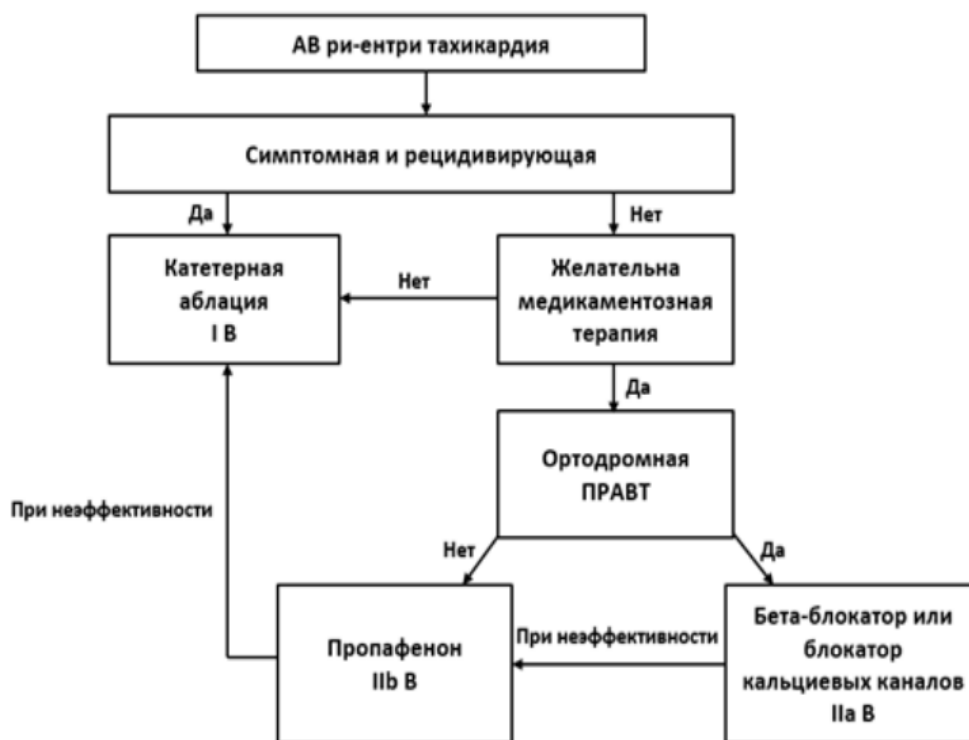 АВ ри-ентри тахикардия
Симптомная и рецидивирующая
Да
Нет
Катетерная
аблация
I B
Нет
Желательна
медикаментозная
терапия
Да
Ортодромная
ПРАВТ
При неэффективности
Нет
Да
Пропафенон
IIb B
При неэффективности
Бета-блокатор или
блокатор
кальциевых каналов
IIa B